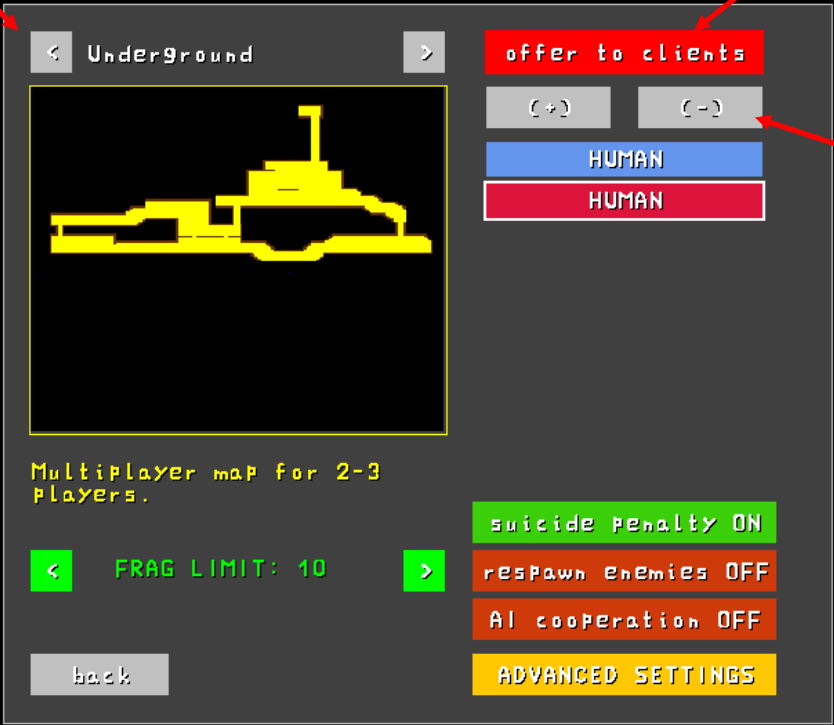 < Underground >
offer to clients
(+) (-)
HUMAN
HUMAN
Multiplayer map for 2-3
players.
< FRAG LIMIT: 10 >
suicide penalty ON
respawn enemies OFF
AI cooperation OFF
back
ADVANCED SETTINGS